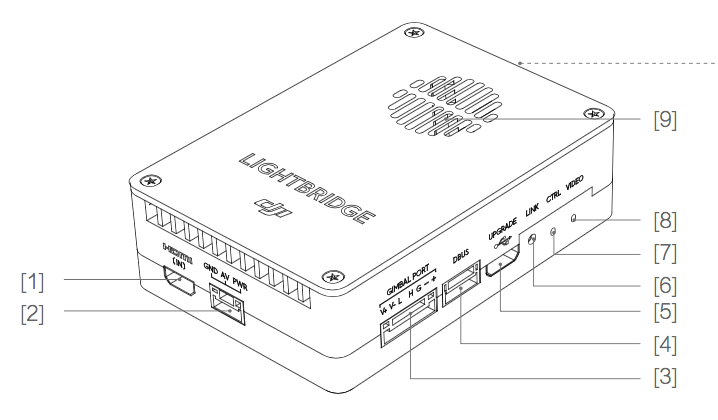 [9]
LIGHTBRIDGE
dji
UPGRADE LINK CTRL VIDEO
[8]
HDMI
(IN)
GND AV PWR
GIMBAL PORT
V+ V- L H G - +
DBUS
[7]
[1]
[6]
[2]
[5]
[4]
[3]